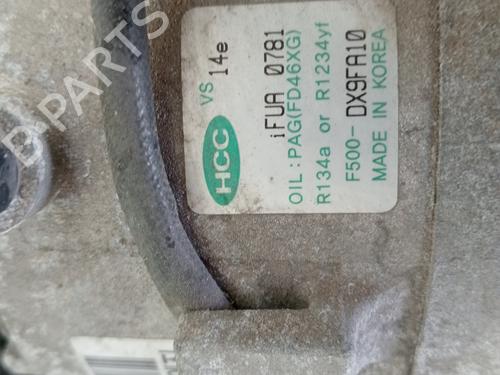 HCC
VS 14e
iFUA 0781
OIL : PAG(FD46XG)
R134a or R1234yf
F500-DX9FA10
MADE IN KOREA
B-PARTS